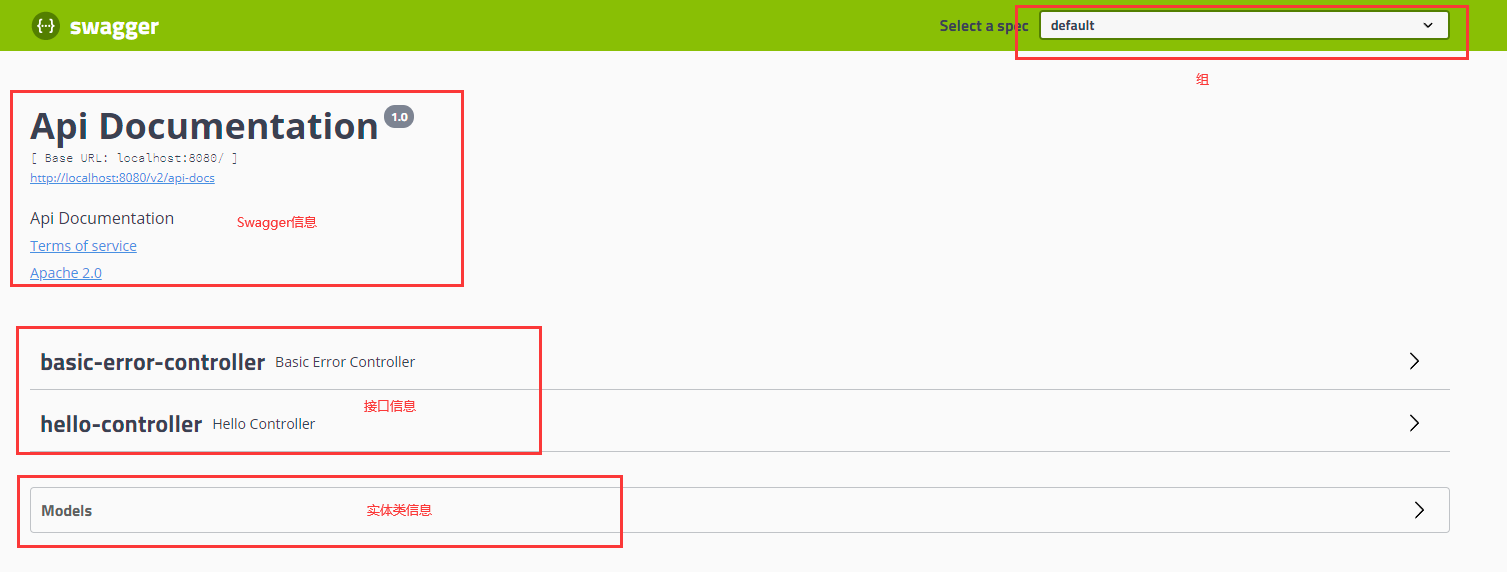 {···} swagger
Select a spec default
组
Api Documentation 1.0
[ Base URL: localhost:8080/ ]
http://localhost:8080/v2/api-docs
Api Documentation
Swagger信息
Terms of service
Apache 2.0
basic-error-controller Basic Error Controller
接口信息
hello-controller Hello Controller
Models 实体类信息